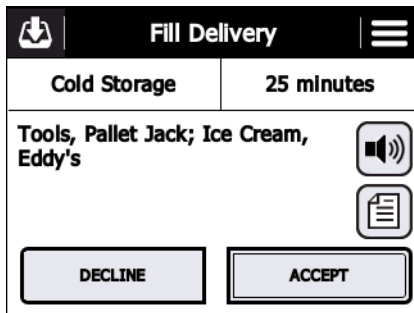 Fill Delivery
Cold Storage
25 minutes
Tools, Pallet Jack; Ice Cream,
Eddy's
DECLINE
ACCEPT